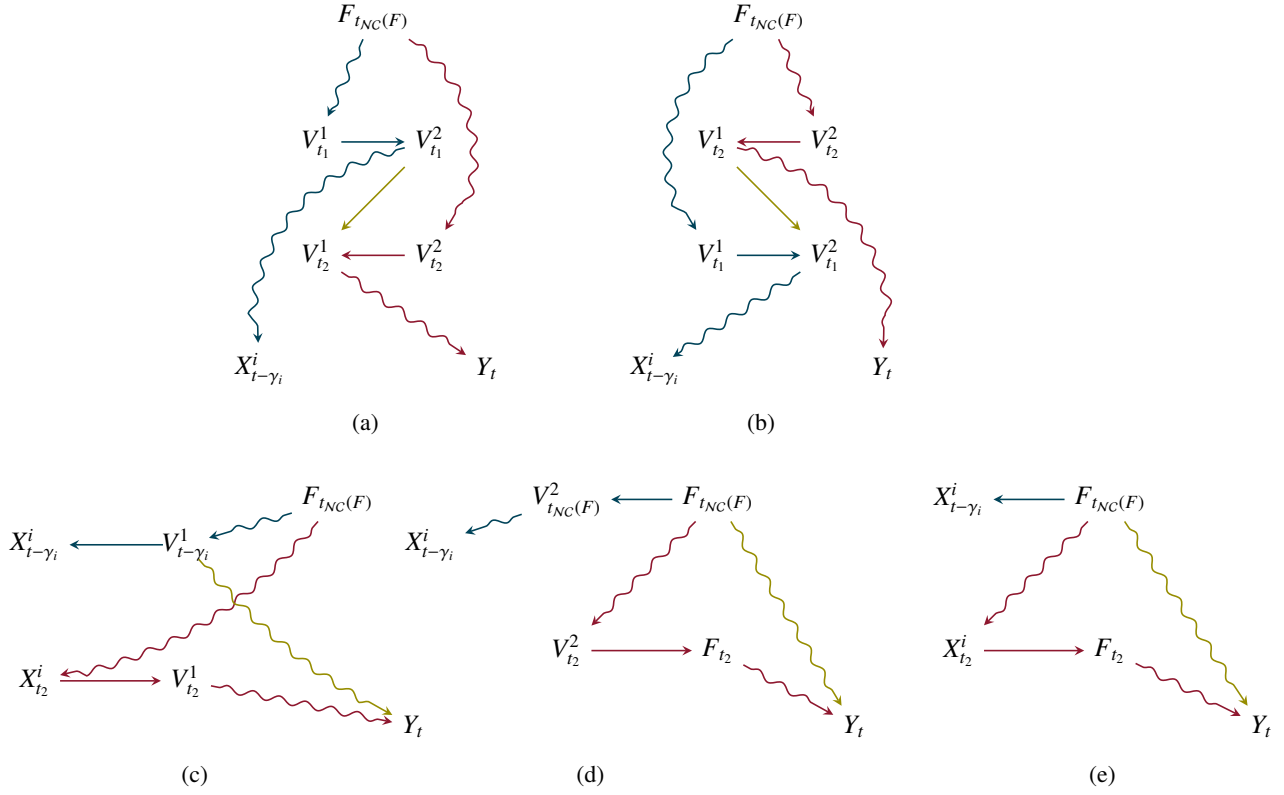 F_{t_{NC}(F)} F_{t_{NC}(F)}
V^1_{t_1} V^2_{t_1} V^1_{t_2} V^2_{t_2}
V^1_{t_2} V^2_{t_2} V^1_{t_1} V^2_{t_1}
X^i_{t-γ_i} Y_t X^i_{t-γ_i} Y_t
(a) (b)
F_{t_{NC}(F)} V^2_{t_{NC}(F)} F_{t_{NC}(F)} X^i_{t-γ_i} F_{t_{NC}(F)}
X^i_{t-γ_i} V^1_{t-γ_i} X^i_{t-γ_i}
X^i_{t_2} V^1_{t_2} V^2_{t_2} F_{t_2} X^i_{t_2} F_{t_2}
Y_t Y_t Y_t
(c) (d) (e)